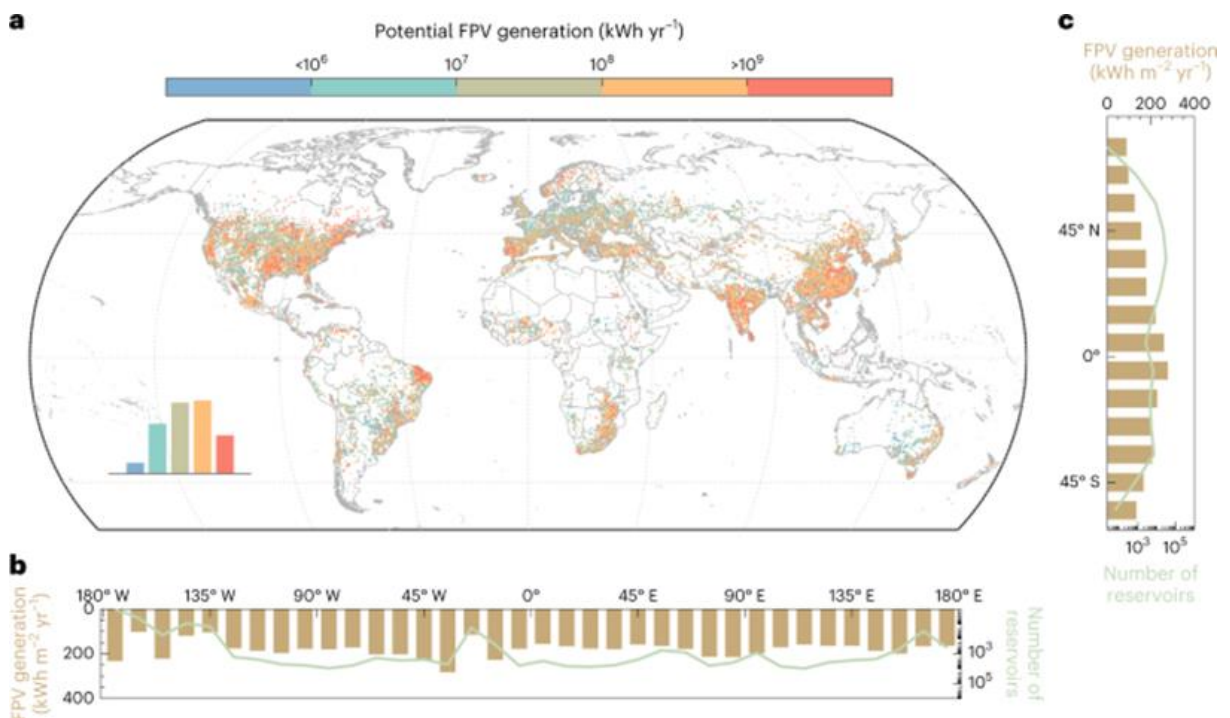 a
Potential FPV generation (kWh yr⁻¹)
<10⁶ 10⁷ 10⁸ >10⁹
c
FPV generation
(kWh m⁻² yr⁻¹)
0 200 400
45° N
0°
45° S
10³ 10⁵
Number of
reservoirs
b
180° W 135° W 90° W 45° W 0° 45° E 90° E 135° E 180° E
FPV generation
(kWh m⁻² yr⁻¹)
0
200
400
10³
10⁵
Number of
reservoirs